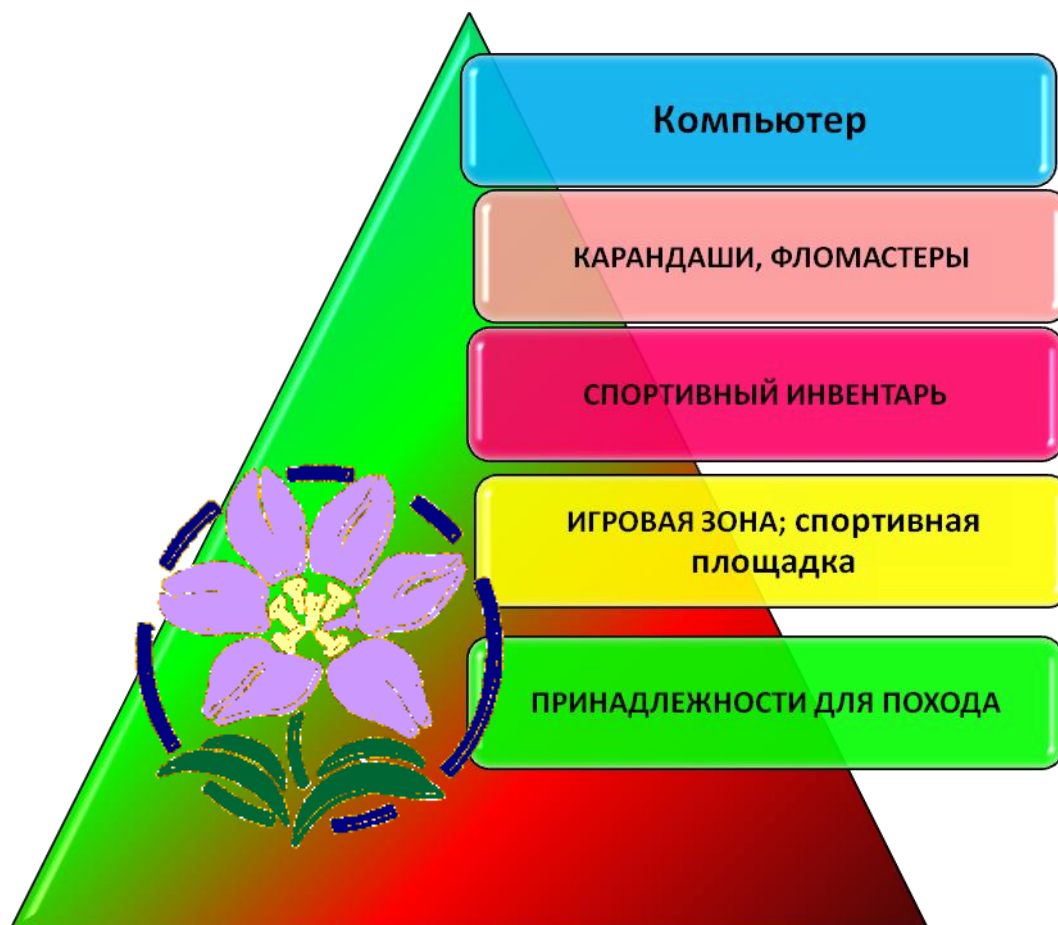 Компьютер
КАРАНДАШИ, ФЛОМАСТЕРЫ
СПОРТИВНЫЙ ИНВЕНТАРЬ
ИГРОВАЯ ЗОНА; спортивная
площадка
ПРИНАДЛЕЖНОСТИ ДЛЯ ПОХОДА